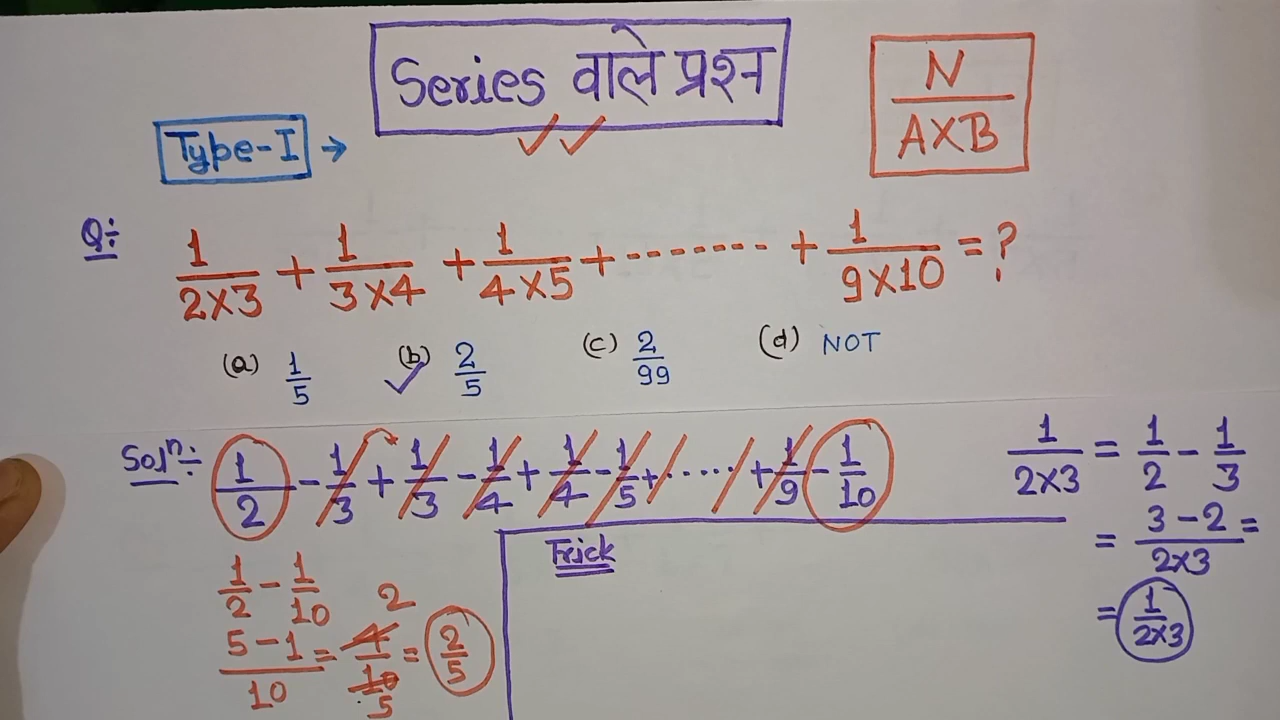 Series वाले प्रश्न
N/A×B
Type-I →
Q÷ 1/2×3 + 1/3×4 + 1/4×5 + -------- + 1/9×10 = ?
(a) 1/5 (b) 2/5 (c) 2/99 (d) NOT
Solⁿ÷ 1/2 - 1/3 + 1/3 - 1/4 + 1/4 - 1/5 + ..... + 1/9 - 1/10
1/2×3 = 1/2 - 1/3
= 3-2/2×3 =
= 1/2×3
1/2 - 1/10
5-1/10 = 4/10 = 2/5
2
5
Trick